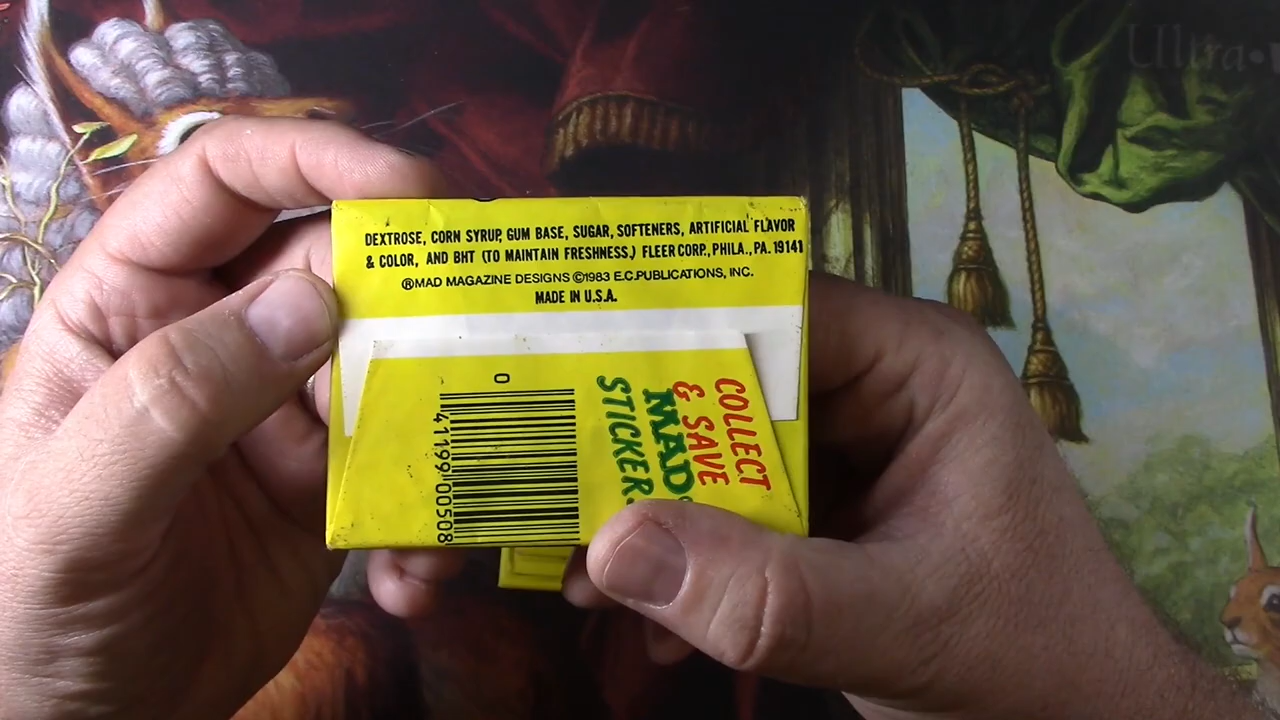 Ultra
DEXTROSE, CORN SYRUP, GUM BASE, SUGAR, SOFTENERS, ARTIFICIAL FLAVOR
& COLOR, AND BHT (TO MAINTAIN FRESHNESS.) FLEER CORP., PHILA., PA. 19141
®MAD MAGAZINE DESIGNS ©1983 E.C. PUBLICATIONS, INC.
MADE IN U.S.A.
COLLECT
& SAVE
MAD
STICKER
0
41199 00508